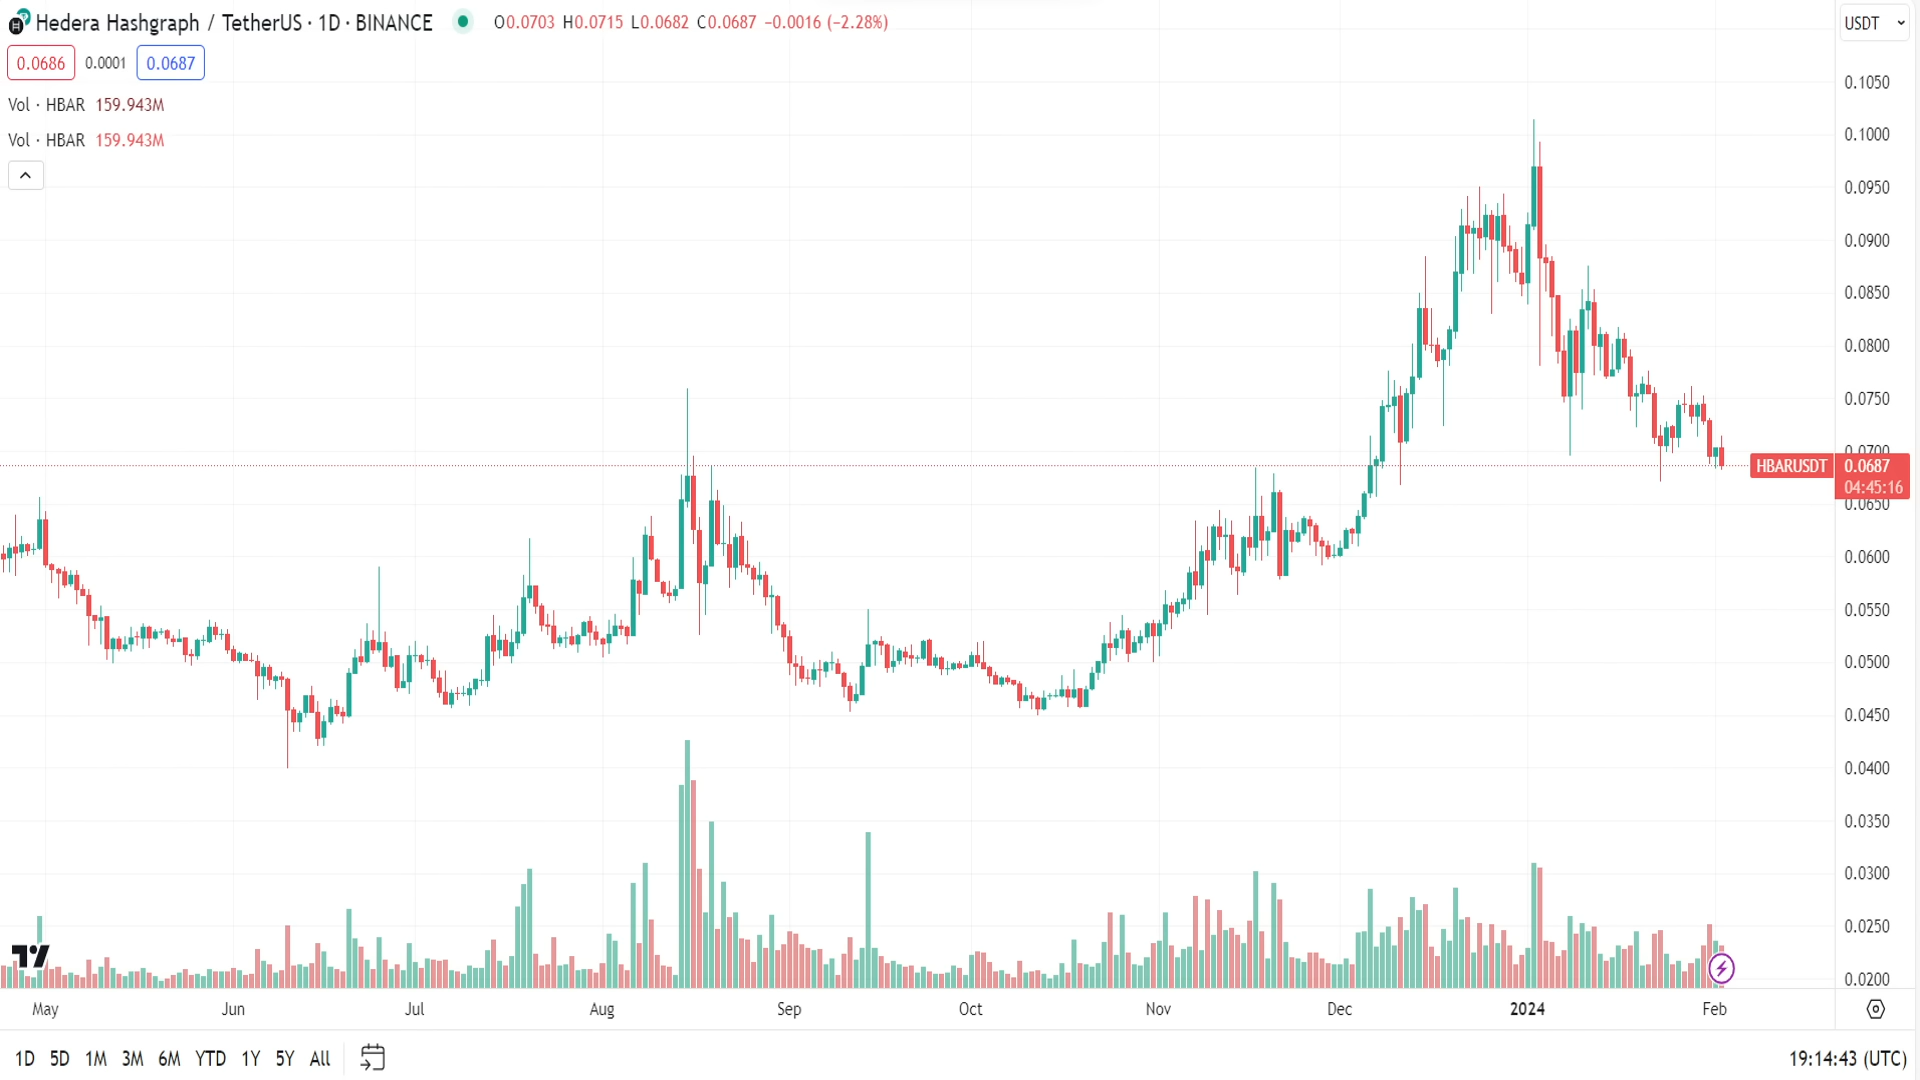 Hedera Hashgraph / TetherUS · 1D · BINANCE O0.0703 H0.0715 L0.0682 C0.0687 −0.0016 (−2.28%)
USDT
0.0686 0.0001 0.0687
Vol · HBAR 159.943M
Vol · HBAR 159.943M
0.1050
0.1000
0.0950
0.0900
0.0850
0.0800
0.0750
0.0700
HBARUSDT 0.0687
04:45:16
0.0650
0.0600
0.0550
0.0500
0.0450
0.0400
0.0350
0.0300
0.0250
0.0200
May Jun Jul Aug Sep Oct Nov Dec 2024 Feb
1D 5D 1M 3M 6M YTD 1Y 5Y All 19:14:43 (UTC)